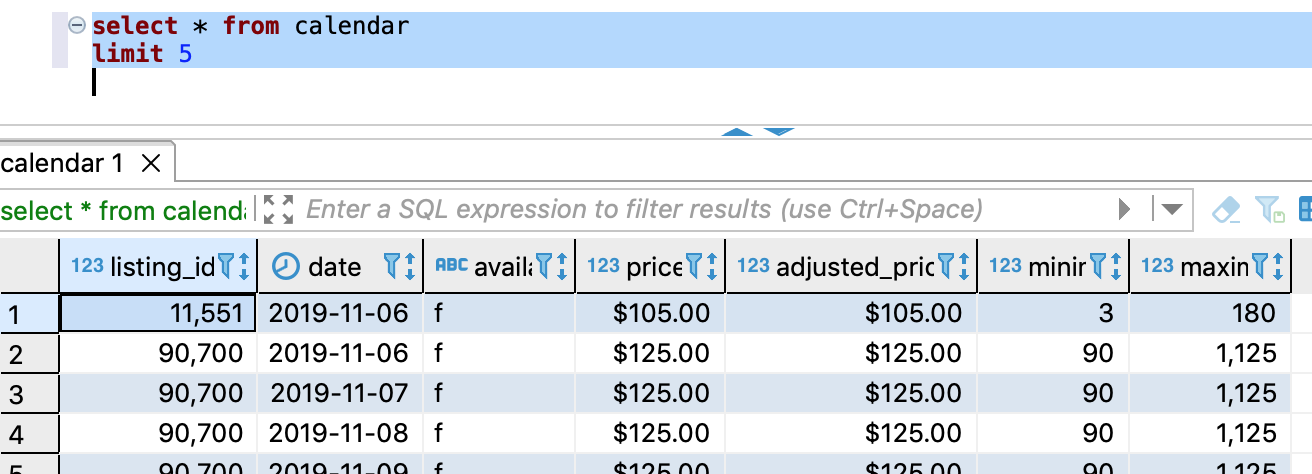 select * from calendar
limit 5
calendar 1
select * from calenda
Enter a SQL expression to filter results (use Ctrl+Space)
123 listing_id date ABC availa 123 price 123 adjusted_pric 123 minir 123 maxin
1 11,551 2019-11-06 f $105.00 $105.00 3 180
2 90,700 2019-11-06 f $125.00 $125.00 90 1,125
3 90,700 2019-11-07 f $125.00 $125.00 90 1,125
4 90,700 2019-11-08 f $125.00 $125.00 90 1,125
5 90,700 2019-11-09 f $125.00 $125.00 90 1,125